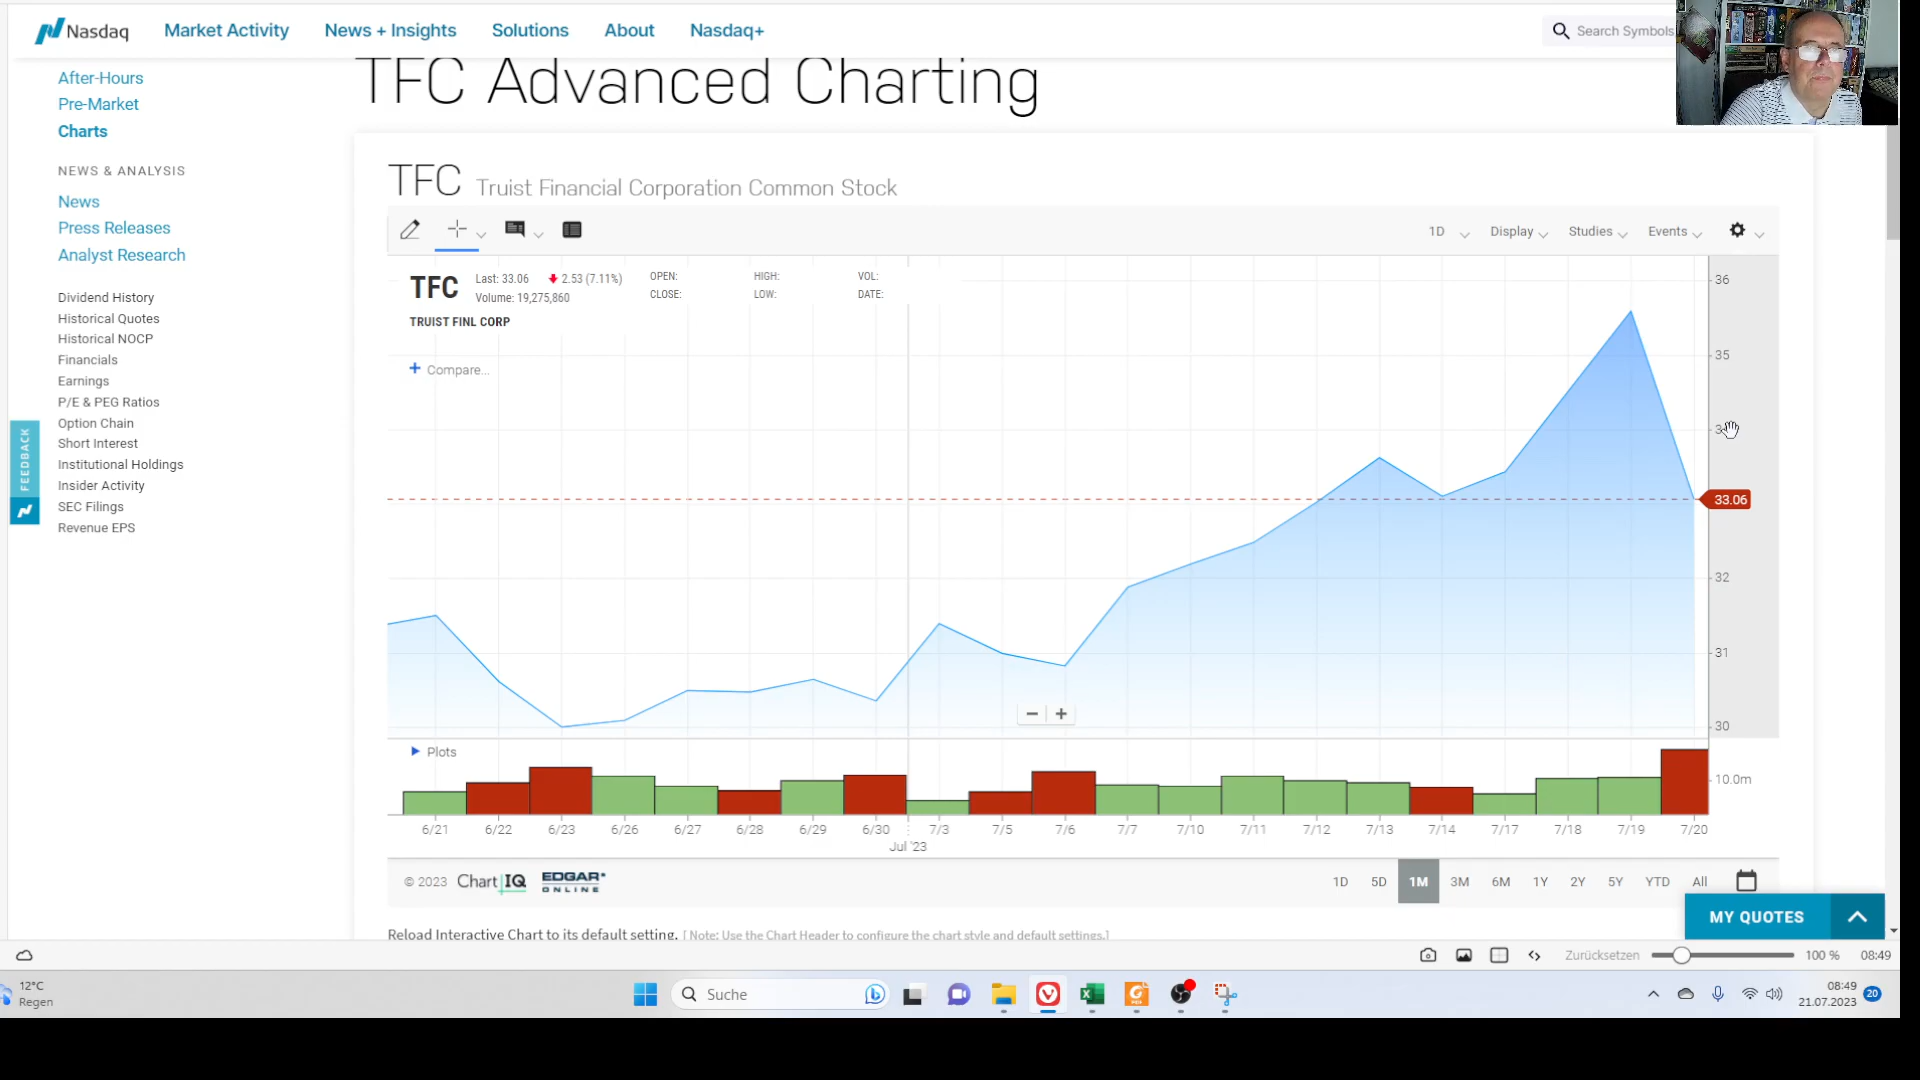 Nasdaq
Market Activity
News + Insights
Solutions
About
Nasdaq+
Search Symbols
After-Hours
Pre-Market
Charts
NEWS & ANALYSIS
News
Press Releases
Analyst Research
Dividend History
Historical Quotes
Historical NOCP
Financials
Earnings
P/E & PEG Ratios
Option Chain
Short Interest
Institutional Holdings
Insider Activity
SEC Filings
Revenue EPS
FEEDBACK
TFC Advanced Charting
TFC Truist Financial Corporation Common Stock
1D Display Studies Events
TFC
Last: 33.06 2.53 (7.11%)
Volume: 19,275,860
OPEN: HIGH: VOL:
CLOSE: LOW: DATE:
TRUIST FINL CORP
+ Compare...
36
35
33.06
32
31
30
− +
Plots
10.0m
6/21 6/22 6/23 6/26 6/27 6/28 6/29 6/30 7/3 7/5 7/6 7/7 7/10 7/11 7/12 7/13 7/14 7/17 7/18 7/19 7/20
Jul '23
© 2023 ChartIQ EDGAR ONLINE
1D 5D 1M 3M 6M 1Y 2Y 5Y YTD All
MY QUOTES
Reload Interactive Chart to its default setting. [ Note: Use the Chart Header to configure the chart style and default settings.]
Zurücksetzen 100 % 08:49
12°C
Regen
Suche
08:49
21.07.2023
20